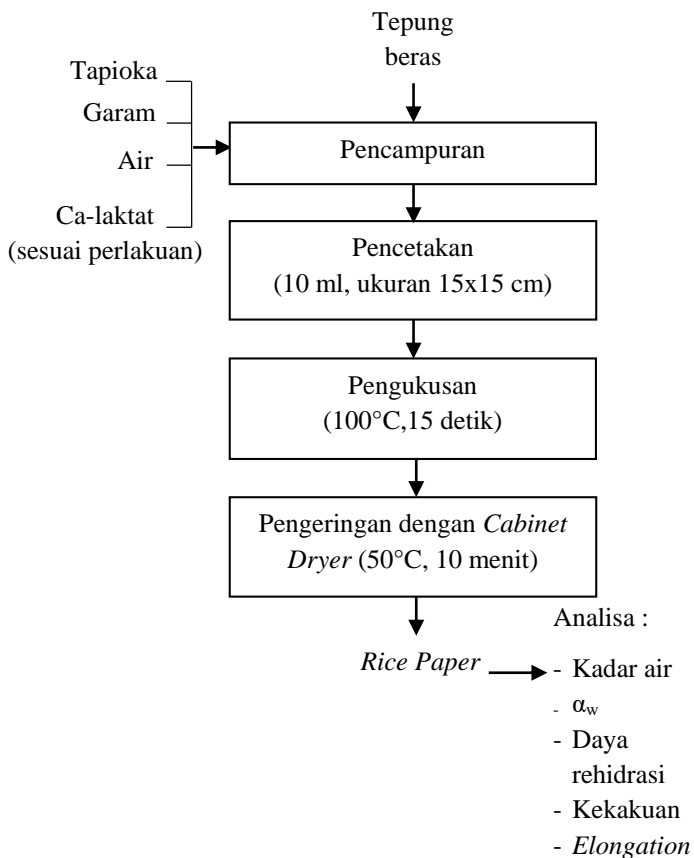 Tepung
beras
Tapioka
Garam
Air
Ca-laktat
(sesuai perlakuan)
Pencampuran
Pencetakan
(10 ml, ukuran 15x15 cm)
Pengukusan
(100°C,15 detik)
Pengeringan dengan Cabinet
Dryer (50°C, 10 menit)
Rice Paper
Analisa :
- Kadar air
- αw
- Daya
rehidrasi
- Kekakuan
- Elongation